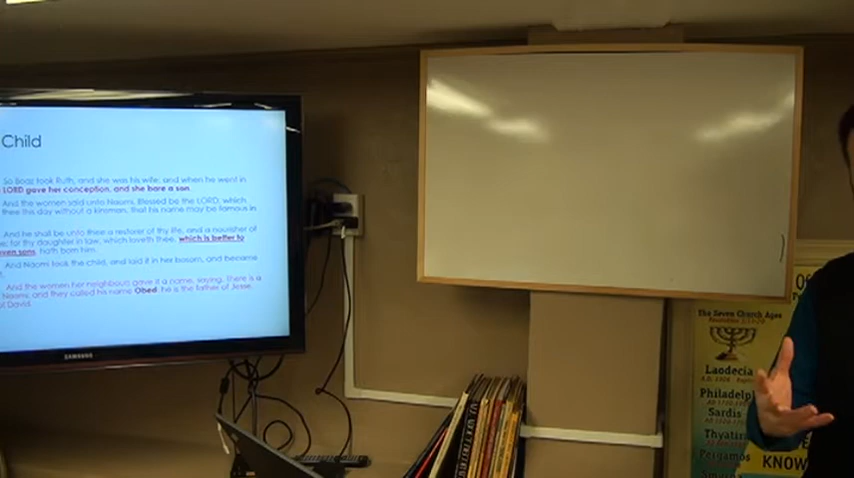 Child
So Boaz took Ruth, and she was his wife: and when he went in
LORD gave her conception, and she bare a son.
And the women said unto Naomi, Blessed be the LORD, which
thee this day without a kinsman, that his name may be famous in
And he shall be unto thee a restorer of thy life, and a nourisher of
for thy daughter in law, which loveth thee, which is better to
sons, hath born him.
And Naomi took the child, and laid it in her bosom, and became
And the women her neighbours gave it a name, saying, There is a
Naomi; and they called his name Obed: he is the father of Jesse,
David.
SAMSUNG
The Seven Church Ages
Laodecia
Philadelp
Sardis
Thyatira
Pergamos
Smyrna
KNOW